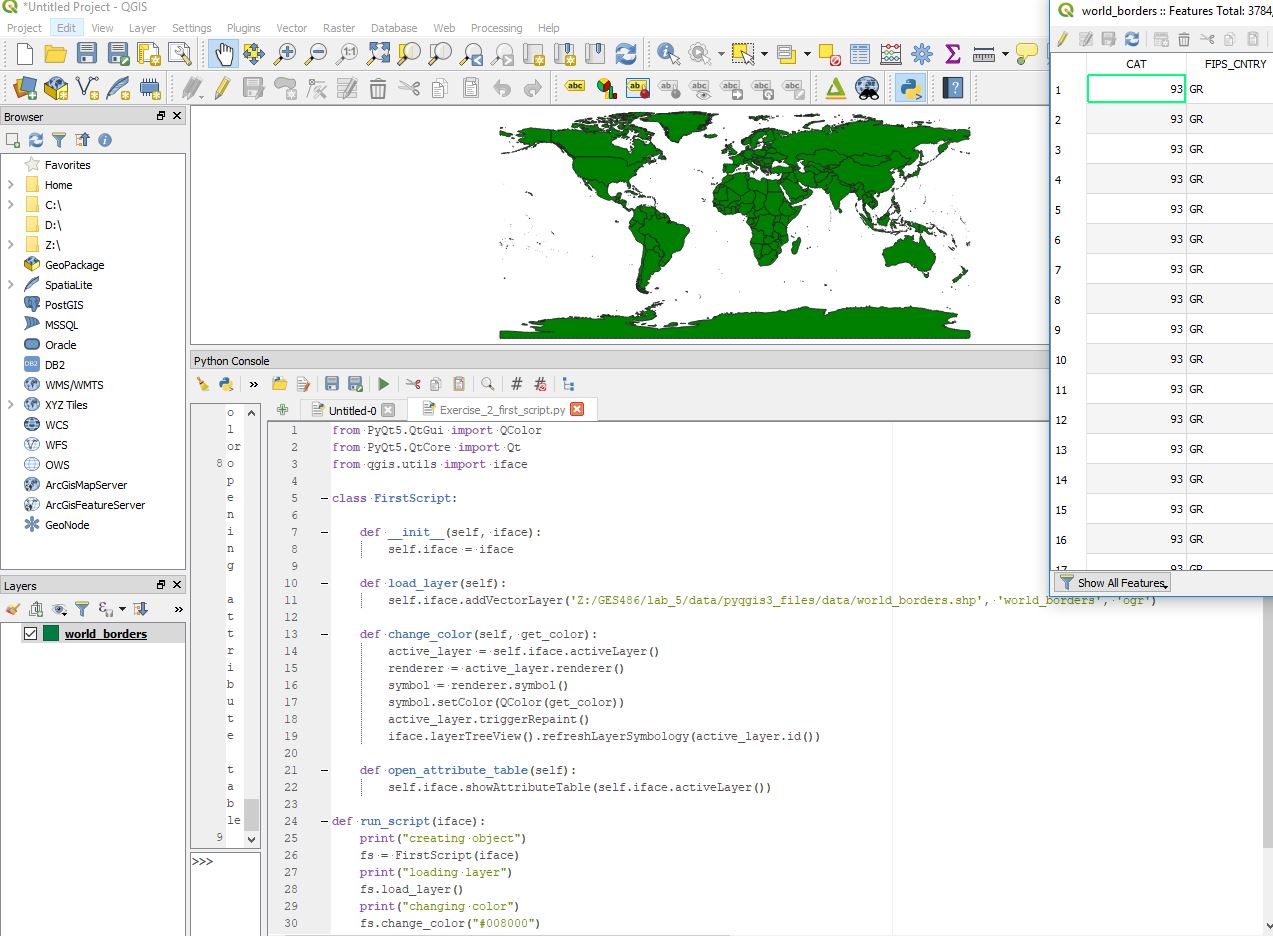 *Untitled Project - QGIS
Project Edit View Layer Settings Plugins Vector Raster Database Web Processing Help
Browser
Favorites
Home
C:\
D:\
Z:\
GeoPackage
SpatiaLite
PostGIS
MSSQL
Oracle
DB2
DB2
WMS/WMTS
XYZ Tiles
WCS
WFS
OWS
ArcGisMapServer
ArcGisFeatureServer
GeoNode
Layers
world_borders
abc abc
Python Console
o
l
or
8 o
p
e
n
i
n
g
a
t
t
r
i
b
u
t
e
t
a
b
le
9
>>>
Untitled-0
Exercise_2_first_script.py
1 from PyQt5.QtGui import QColor
2 from PyQt5.QtCore import Qt
3 from qgis.utils import iface
4
5 class FirstScript:
6
7 def __init__(self, iface):
8 self.iface = iface
9
10 def load_layer(self):
11 self.iface.addVectorLayer('Z:/GES486/lab_5/data/pyqgis3_files/data/world_borders.shp', 'world_borders', 'ogr')
12
13 def change_color(self, get_color):
14 active_layer = self.iface.activeLayer()
15 renderer = active_layer.renderer()
16 symbol = renderer.symbol()
17 symbol.setColor(QColor(get_color))
18 active_layer.triggerRepaint()
19 iface.layerTreeView().refreshLayerSymbology(active_layer.id())
20
21 def open_attribute_table(self):
22 self.iface.showAttributeTable(self.iface.activeLayer())
23
24 def run_script(iface):
25 print("creating object")
26 fs = FirstScript(iface)
27 print("loading layer")
28 fs.load_layer()
29 print("changing color")
30 fs.change_color("#008000")
world_borders :: Features Total: 3784,
CAT FIPS_CNTRY
1 93 GR
2 93 GR
3 93 GR
4 93 GR
5 93 GR
6 93 GR
7 93 GR
8 93 GR
9 93 GR
10 93 GR
11 93 GR
12 93 GR
13 93 GR
14 93 GR
15 93 GR
16 93 GR
17 93 GR
Show All Features